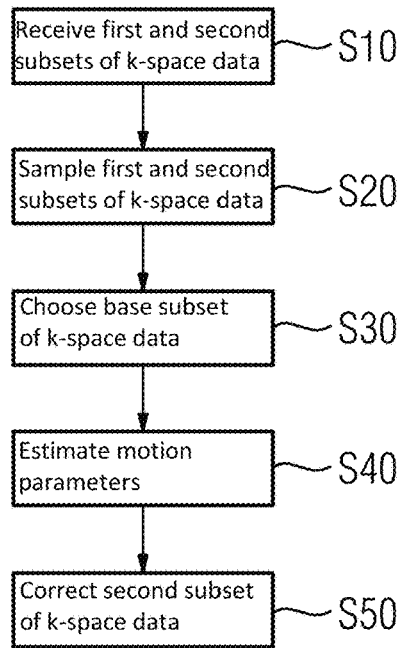 Receive first and second
subsets of k-space data
S10
Sample first and second
subsets of k-space data
S20
Choose base subset
of k-space data
S30
Estimate motion
parameters
S40
Correct second subset
of k-space data
S50